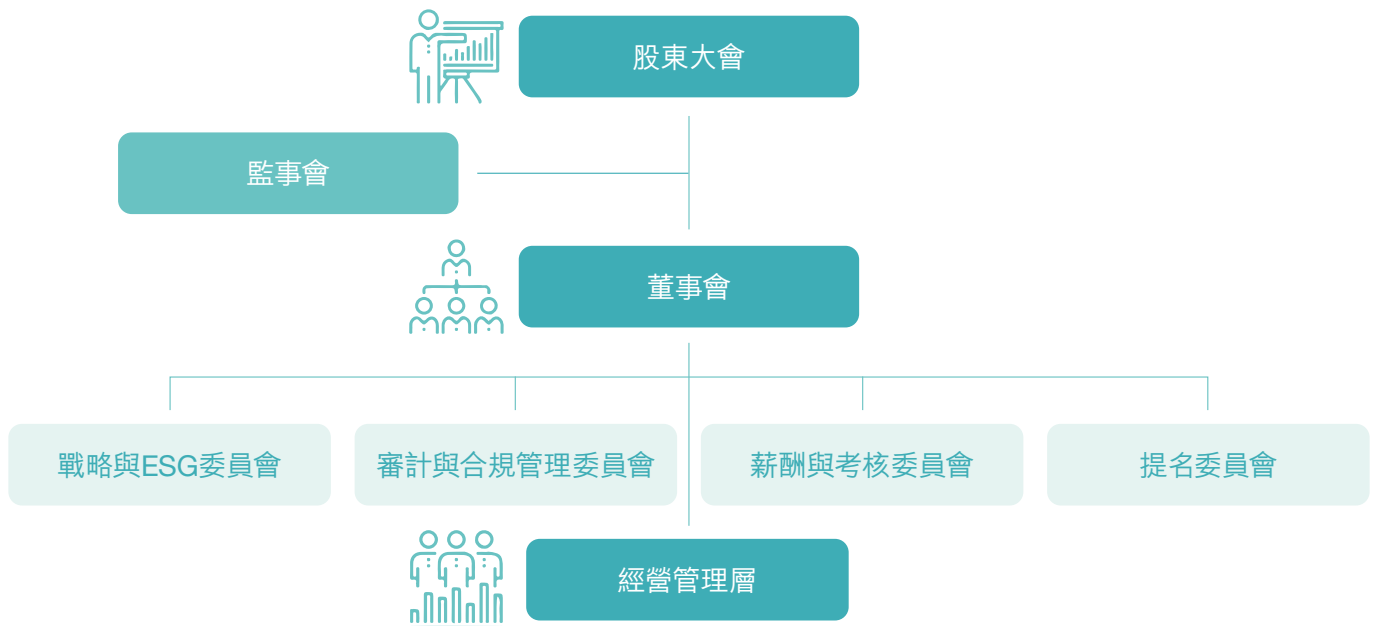 股東大會
監事會
董事會
戰略與ESG委員會
審計與合規管理委員會
薪酬與考核委員會
提名委員會
經營管理層